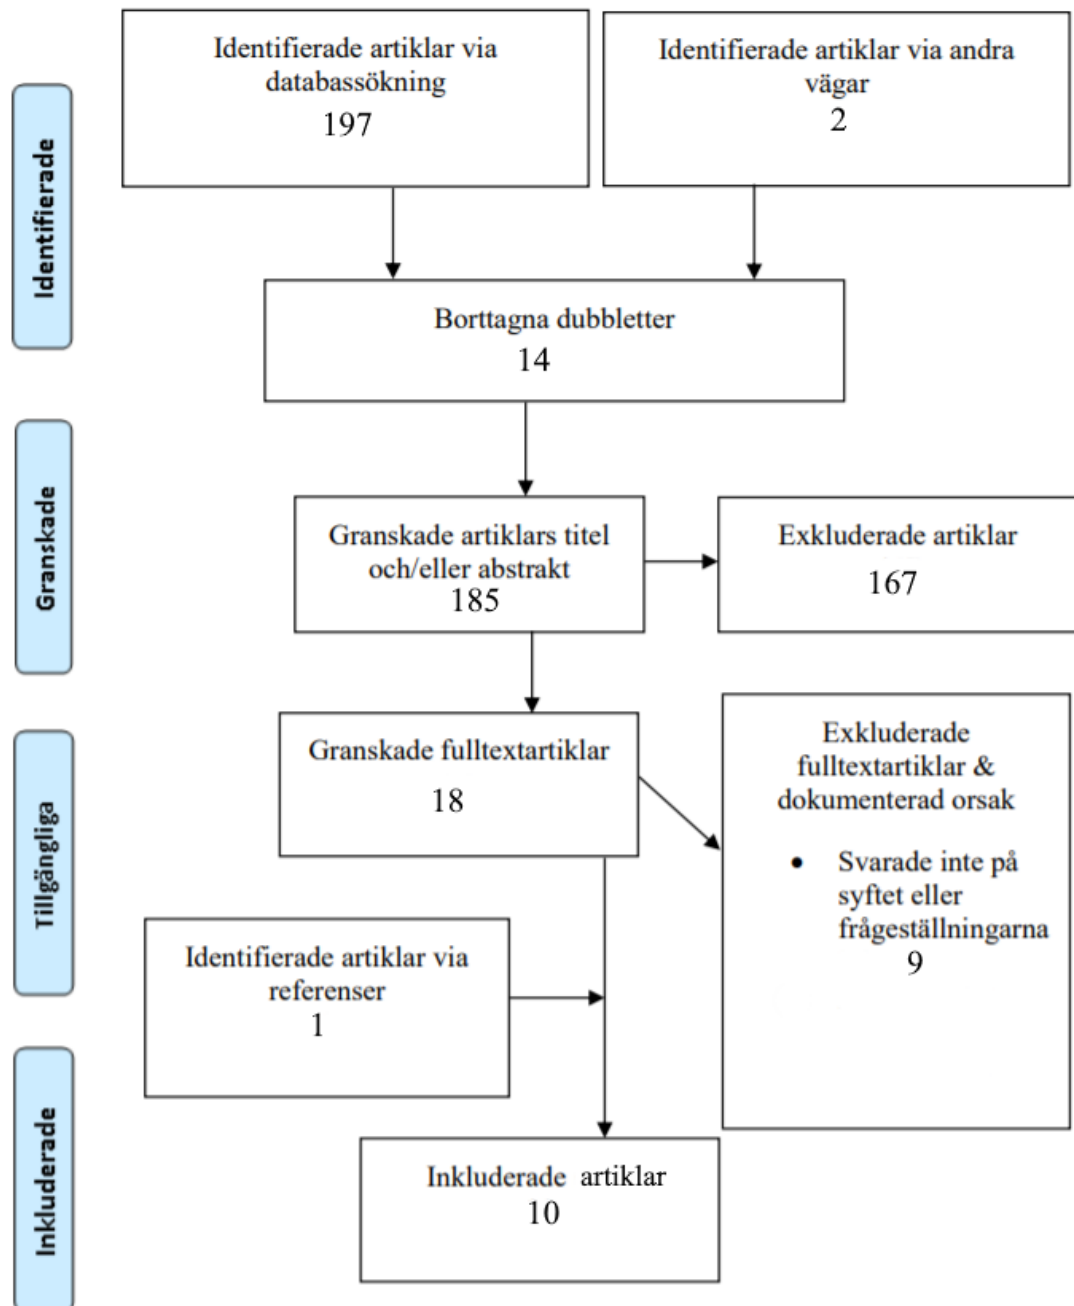 Identifierade
Identifierade artiklar via
databassökning
197
Identifierade artiklar via andra
vägar
2
Borttagna dubbletter
14
Granskade
Granskade artiklars titel
och/eller abstrakt
185
Exkluderade artiklar
167
Tillgängliga
Granskade fulltextartiklar
18
Exkluderade
fulltextartiklar &
dokumenterad orsak
• Svarade inte på
syftet eller
frågeställningarna
9
Identifierade artiklar via
referenser
1
Inkluderade
Inkluderade artiklar
10